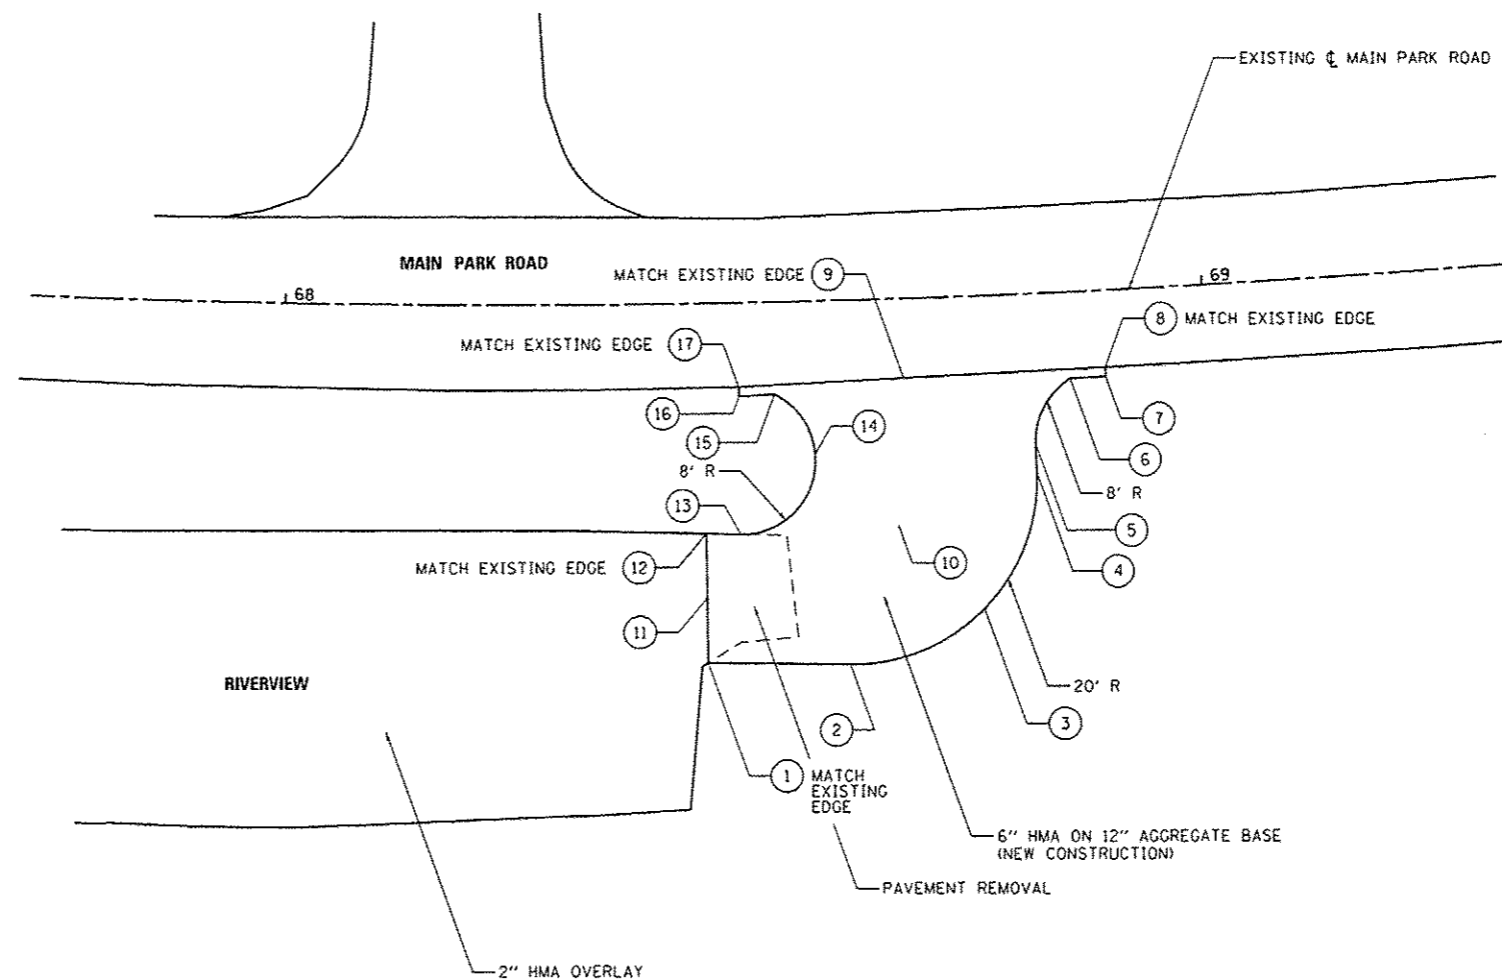 EXISTING ℄ MAIN PARK ROAD
MAIN PARK ROAD
MATCH EXISTING EDGE 9
68
69
8 MATCH EXISTING EDGE
MATCH EXISTING EDGE 17
16
15
14
7
6
8' R
8' R
13
5
MATCH EXISTING EDGE 12
10
4
11
RIVERVIEW
20' R
2
3
1 MATCH
EXISTING
EDGE
6" HMA ON 12" AGGREGATE BASE
(NEW CONSTRUCTION)
PAVEMENT REMOVAL
2" HMA OVERLAY